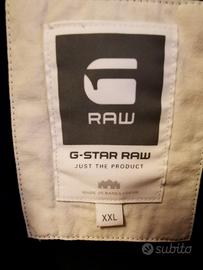 G
RAW
G-STAR RAW
JUST THE PRODUCT
XXL
subito